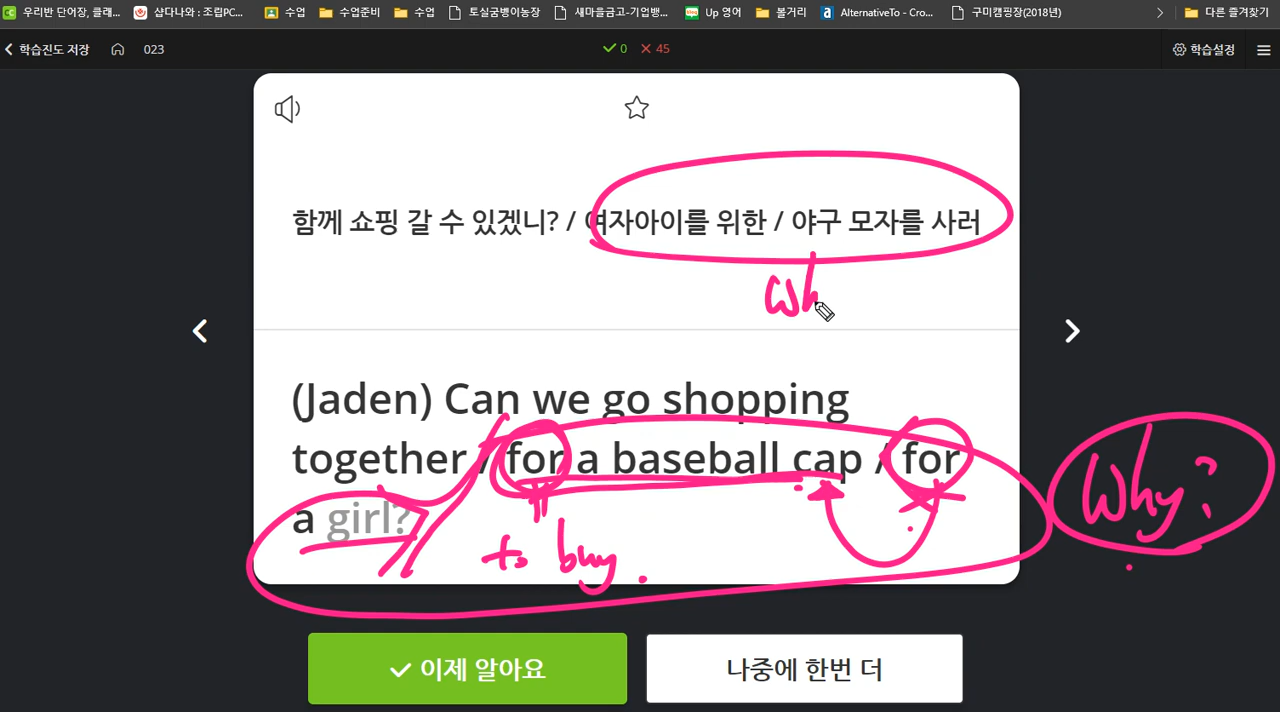 우리반 단어장, 클래... 샵다나와 : 조립PC... 수업 수업준비 수업 토실굼벵이농장 새마을금고-기업뱅... Up 영어 볼거리 AlternativeTo - Cro... 구미캠핑장(2018년) 다른 즐겨찾기
학습진도 저장 023 0 45 학습설정
함께 쇼핑 갈 수 있겠니? / 여자아이를 위한 / 야구 모자를 사러
Wh
(Jaden) Can we go shopping
together / for a baseball cap / for
a girl?
Why?
to buy.
이제 알아요 나중에 한번 더